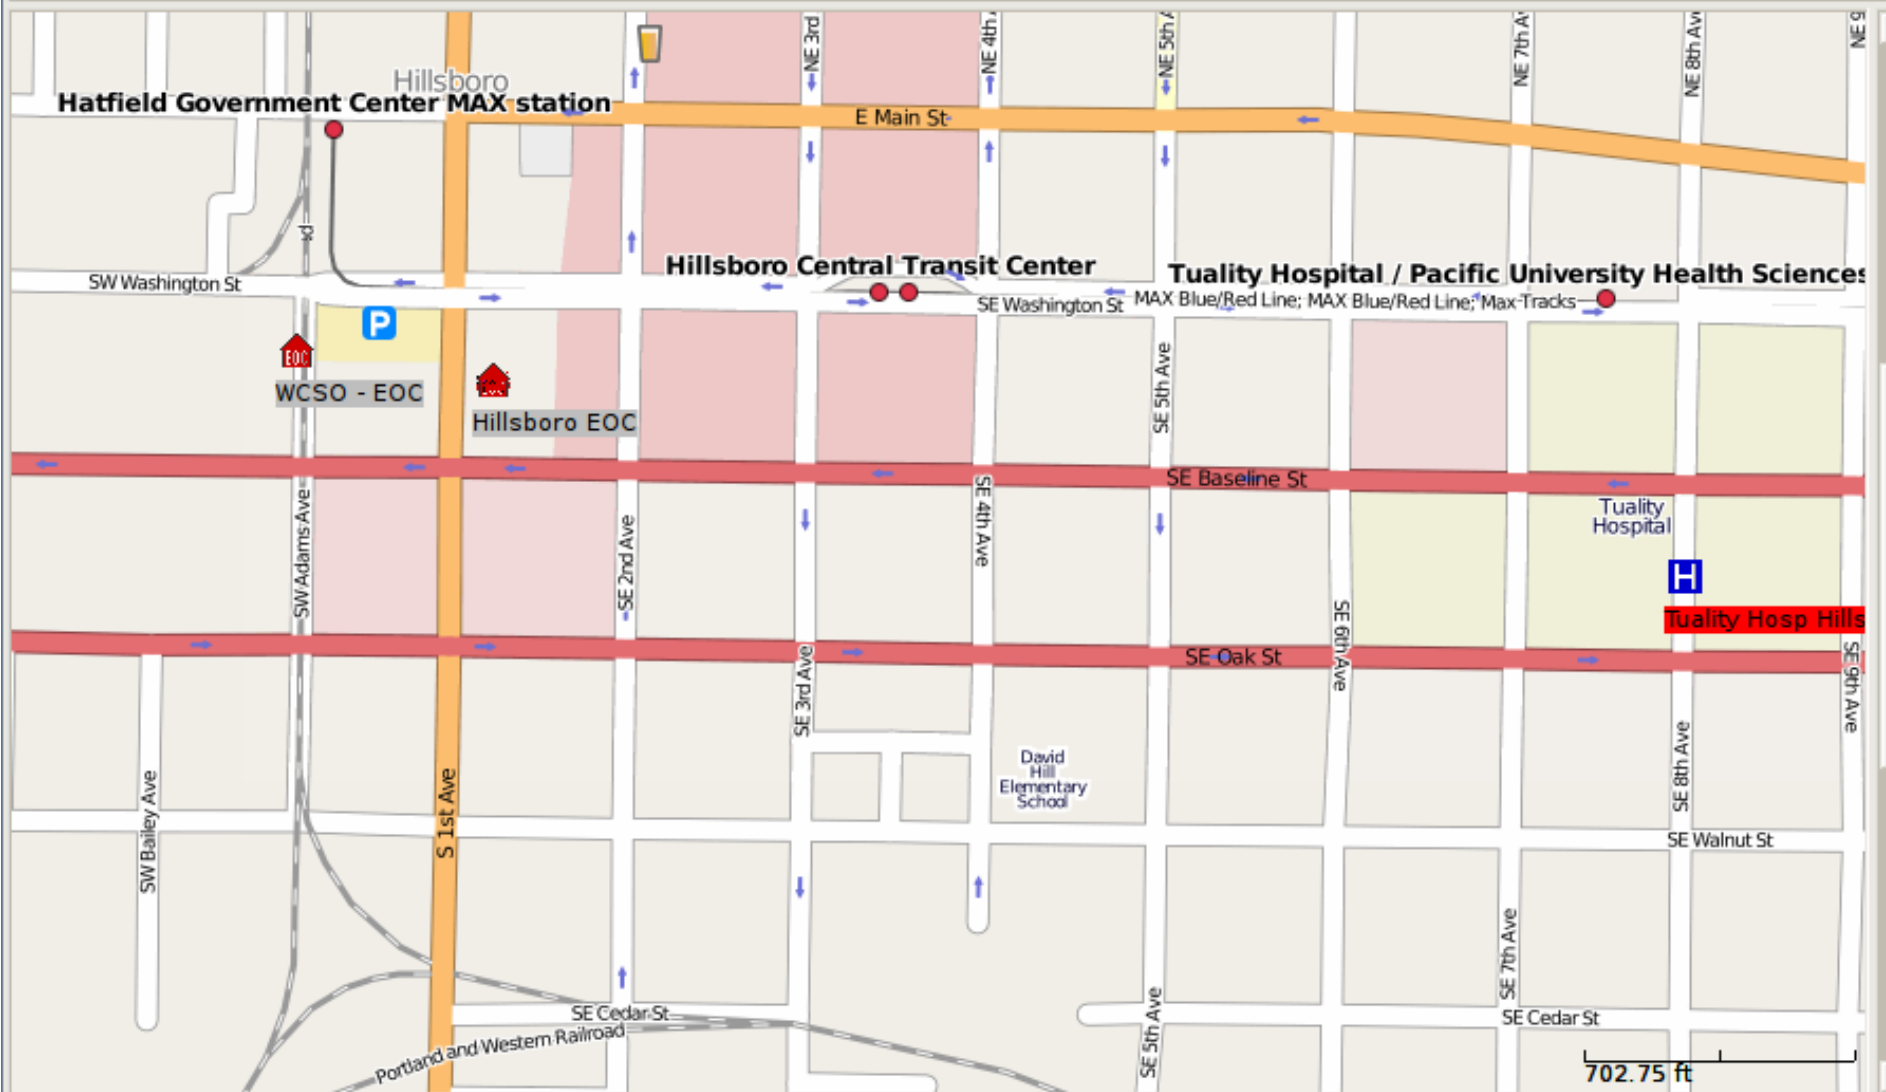 NE 3rd
NE 4th A
NE 5th A
NE 7th Av
NE 8th Ave
NE 9
Hillsboro
Hatfield Government Center MAX station
E Main St
Hillsboro Central Transit Center
Tuality Hospital / Pacific University Health Sciences
SW Washington St
SE Washington St
MAX Blue/Red Line; MAX Blue/Red Line; Max Tracks
P
EOC
WCSO - EOC
Hillsboro EOC
SE 5th Ave
SE Baseline St
SE 4th Ave
Tuality
Hospital
SW Adams Ave
SE 2nd Ave
H
Tuality Hosp Hills
SE 6th Ave
SE Oak St
SE 3rd Ave
SE 9th Ave
David
Hill
Elementary
School
SW Bailey Ave
S 1st Ave
SE 8th Ave
SE Walnut St
SE 7th Ave
SE Cedar St
SE 5th Ave
SE Cedar St
Portland and Western Railroad
702.75 ft